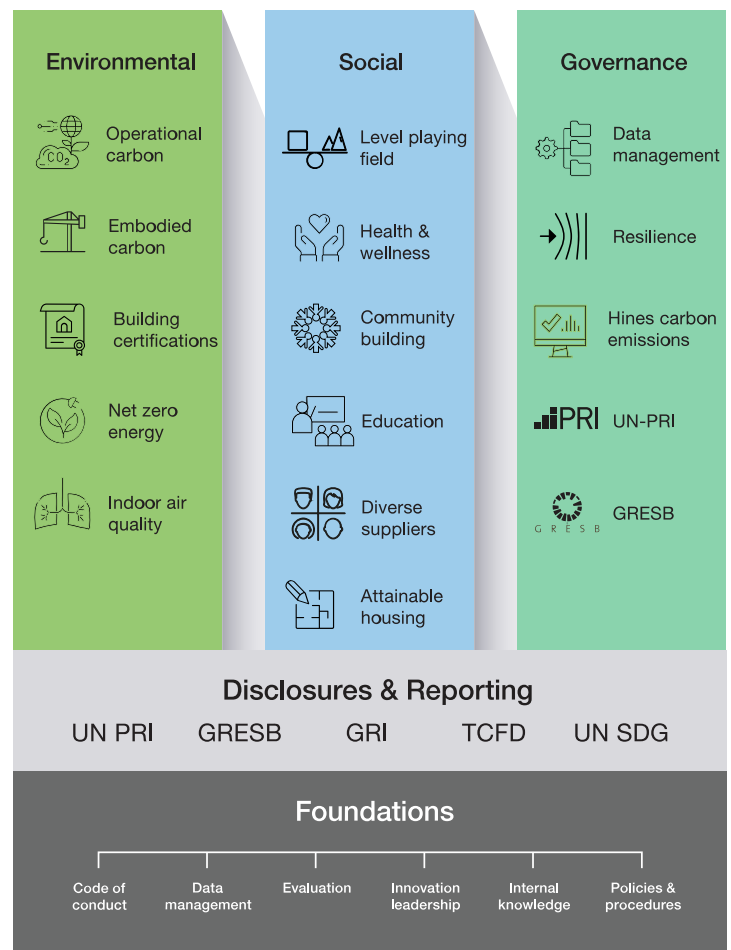 Environmental
Operational
carbon
CO₂
Embodied
carbon
Building
certifications
Net zero
energy
Indoor air
quality
Social
Level playing
field
Health &
wellness
Community
building
Education
Diverse
suppliers
Attainable
housing
Governance
Data
management
Resilience
Hines carbon
emissions
PRI UN-PRI
GRESB
GRESB
Disclosures & Reporting
UN PRI GRESB GRI TCFD UN SDG
Foundations
Code of
conduct
Data
management
Evaluation
Innovation
leadership
Internal
knowledge
Policies &
procedures